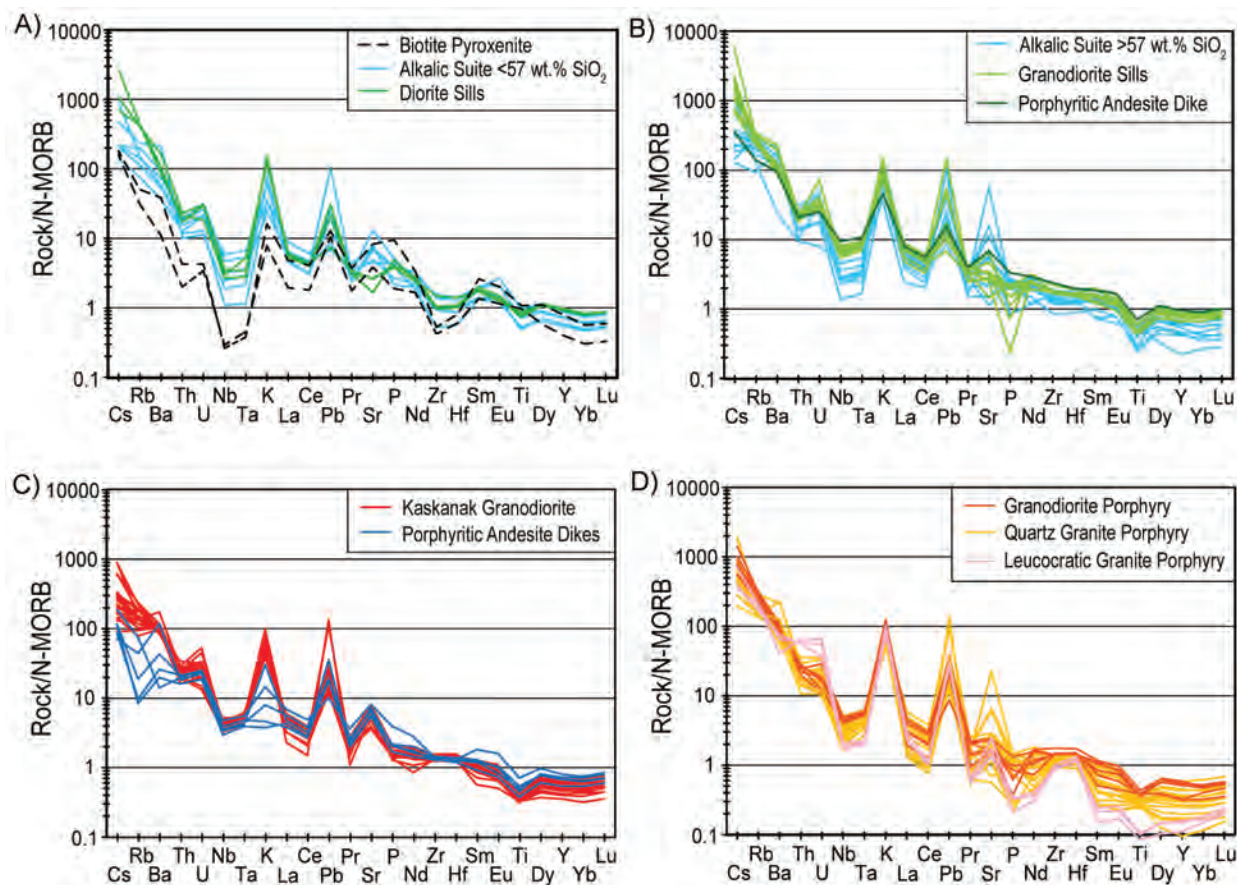 A)
10000
1000
100
10
1
0.1
Rock/N-MORB
Biotite Pyroxenite
Alkalic Suite <57 wt.% SiO₂
Diorite Sills
Rb Th Nb K Ce Pr P Zr Sm Ti Y Lu
Cs Ba U Ta La Pb Sr Nd Hf Eu Dy Yb
B)
10000
1000
100
10
1
0.1
Rock/N-MORB
Alkalic Suite >57 wt.% SiO₂
Granodiorite Sills
Porphyritic Andesite Dike
Rb Th Nb K Ce Pr P Zr Sm Ti Y Lu
Cs Ba U Ta La Pb Sr Nd Hf Eu Dy Yb
C)
10000
1000
100
10
1
0.1
Rock/N-MORB
Kaskanak Granodiorite
Porphyritic Andesite Dikes
Rb Th Nb K Ce Pr P Zr Sm Ti Y Lu
Cs Ba U Ta La Pb Sr Nd Hf Eu Dy Yb
D)
10000
1000
100
10
1
0.1
Rock/N-MORB
Granodiorite Porphyry
Quartz Granite Porphyry
Leucocratic Granite Porphyry
Rb Th Nb K Ce Pr P Zr Sm Ti Y Lu
Cs Ba U Ta La Pb Sr Nd Hf Eu Dy Yb